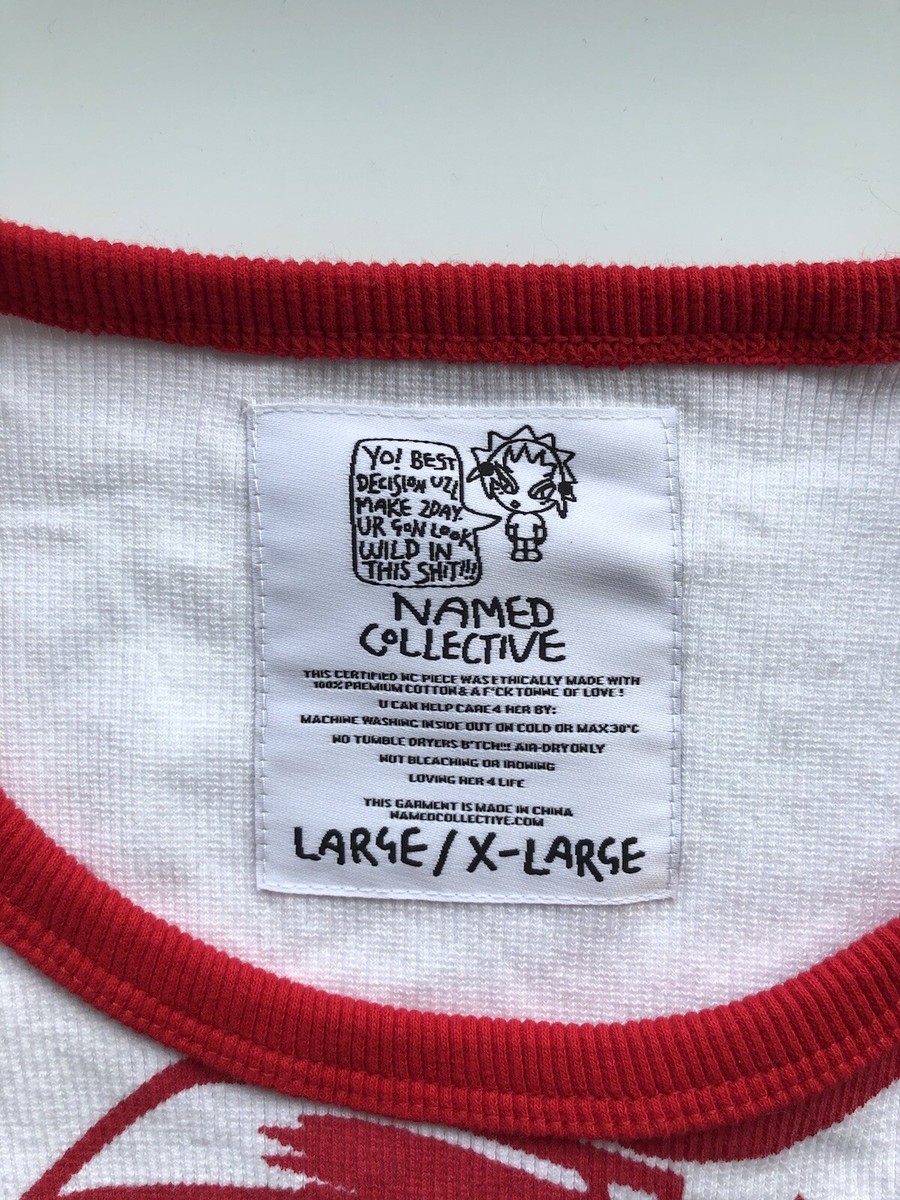 YO! BEST
DECISION U'LL
MAKE 2DAY.
UR GON LOOK
WILD IN
THIS SHIT!!!
NAMED
COLLECTIVE
THIS CERTIFIED NC PIECE WAS ETHICALLY MADE WITH
100% PREMIUM COTTON & A F*CK TONNE OF LOVE!
U CAN HELP CARE 4 HER BY:
MACHINE WASHING INSIDE OUT ON COLD OR MAX 30°C
NO TUMBLE DRYERS B*TCH!!! AIR-DRY ONLY
NOT BLEACHING OR IRONING
LOVING HER 4 LIFE
THIS GARMENT IS MADE IN CHINA
NAMEDCOLLECTIVE.COM
LARGE / X-LARGE